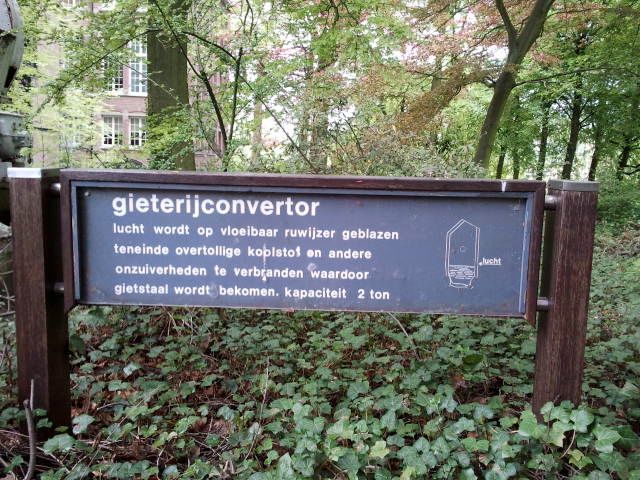 gieterijconvertor
lucht wordt op vloeibaar ruwijzer geblazen
teneinde overtollige koolstof en andere
onzuiverheden te verbranden waardoor
gietstaal wordt bekomen. kapaciteit 2 ton
lucht